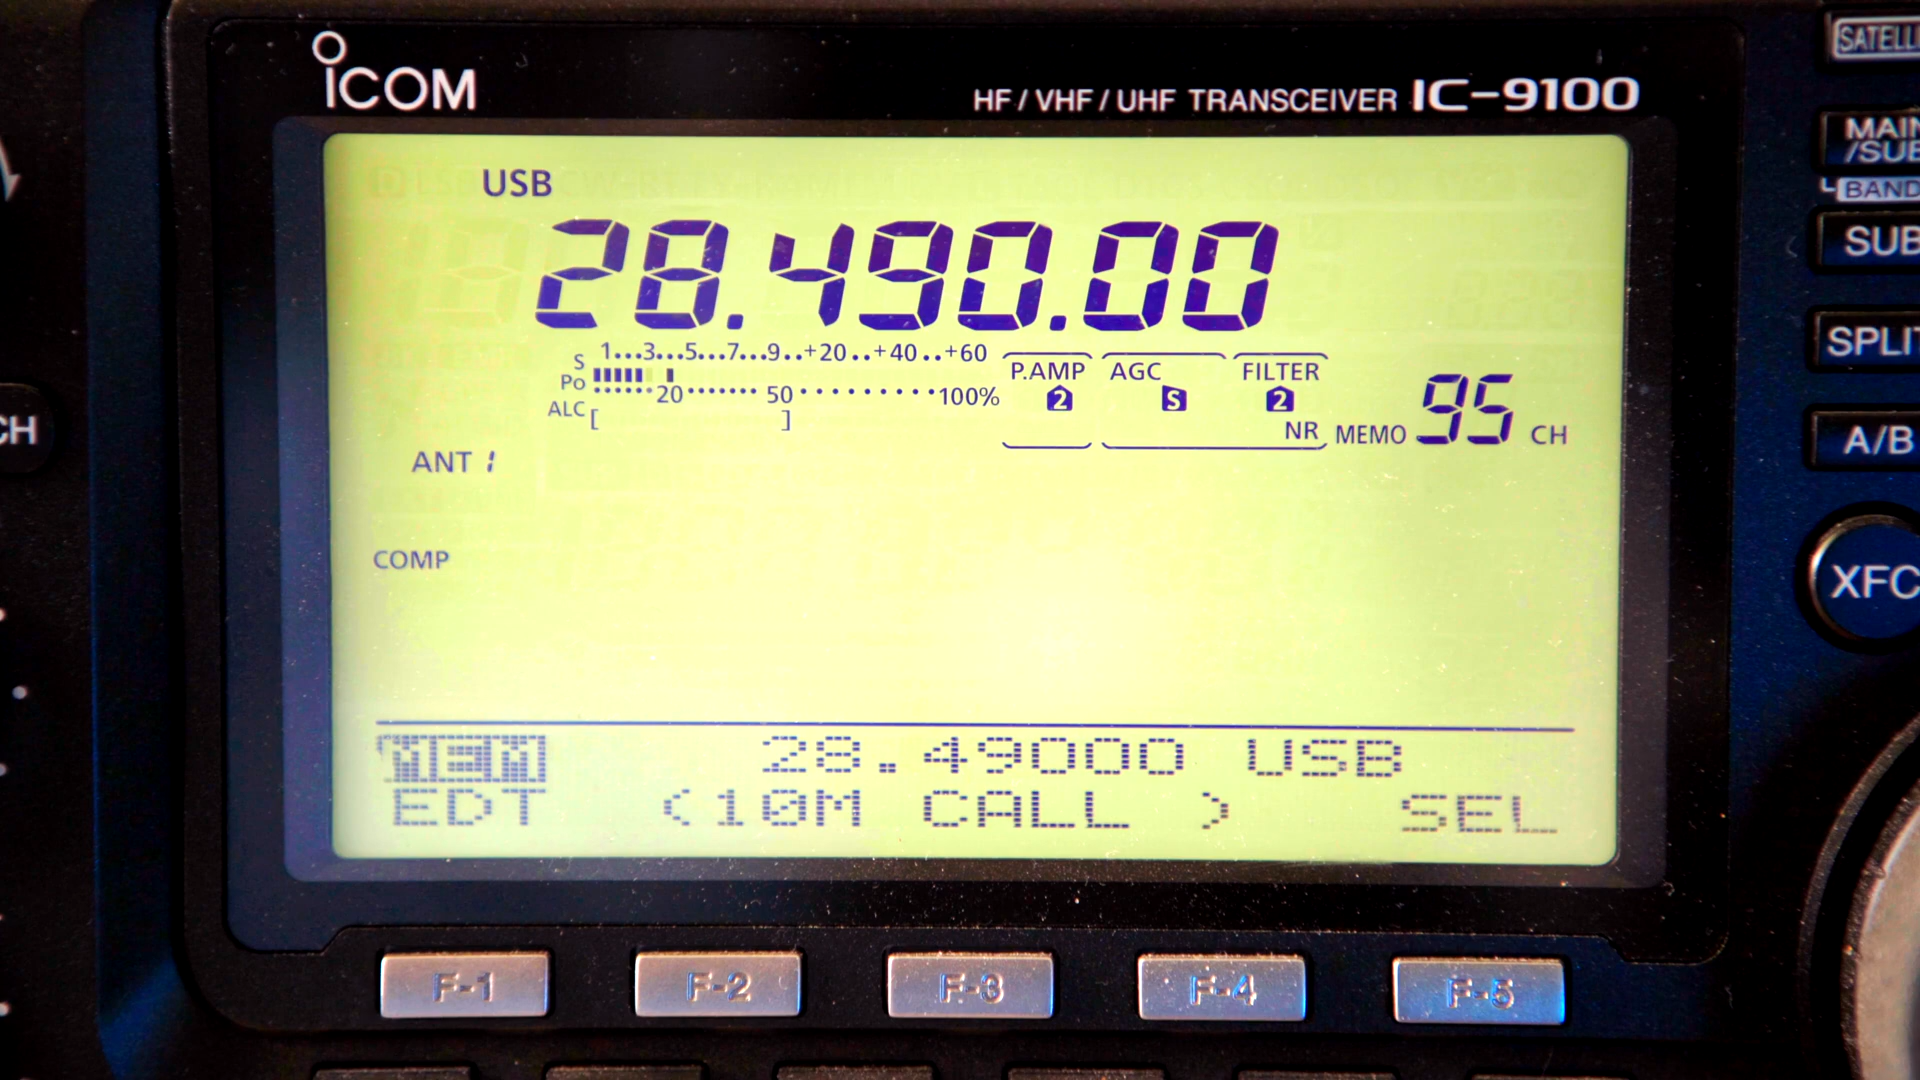 ICOM
HF / VHF / UHF TRANSCEIVER IC-9100
USB
28.490.00
S 1...3...5...7...9..+20..+40..+60
Po 20 50 100%
ALC [ ]
P.AMP 2
AGC S
FILTER 2
NR
MEMO 95 CH
ANT 1
COMP
MEM 28.49000 USB
EDT <10M CALL > SEL
F-1 F-2 F-3 F-4 F-5
CH
MAIN
/SUB
BAND
SUB
SPLIT
A/B
XFC